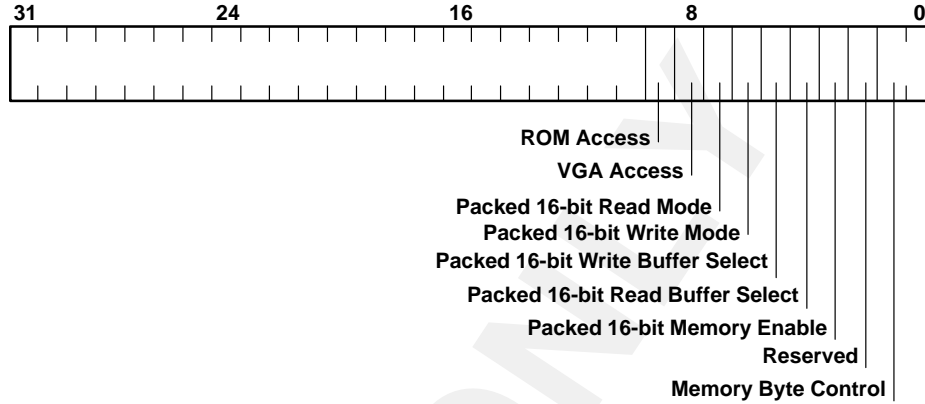 31 24 16 8 0
ROM Access
VGA Access
Packed 16-bit Read Mode
Packed 16-bit Write Mode
Packed 16-bit Write Buffer Select
Packed 16-bit Read Buffer Select
Packed 16-bit Memory Enable
Reserved
Memory Byte Control
ONLY